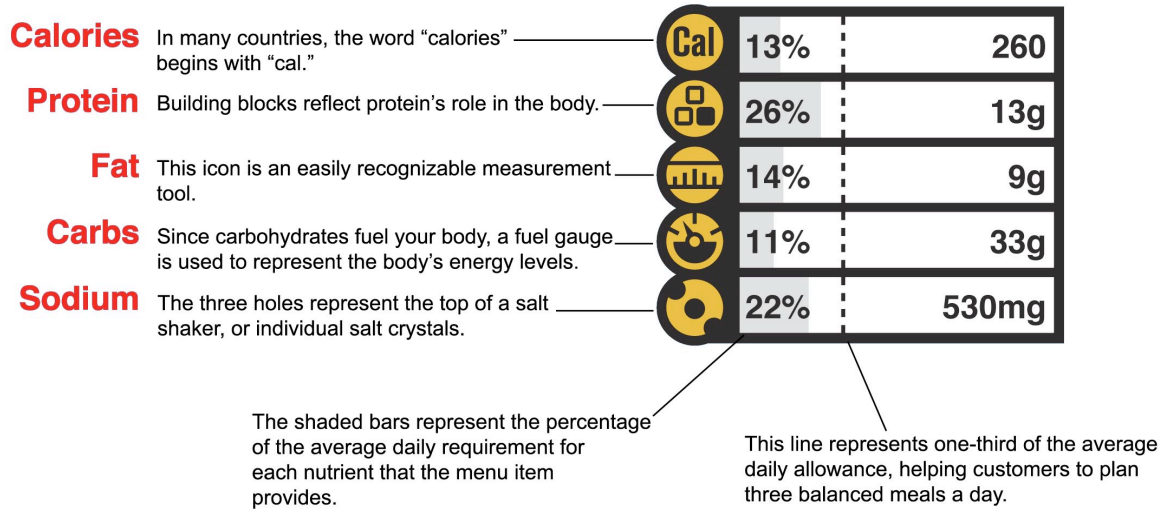 Calories
In many countries, the word “calories”
begins with “cal.”
Cal
13%
260
Protein
Building blocks reflect protein’s role in the body.
26%
13g
Fat
This icon is an easily recognizable measurement
tool.
14%
9g
Carbs
Since carbohydrates fuel your body, a fuel gauge
is used to represent the body’s energy levels.
11%
33g
Sodium
The three holes represent the top of a salt
shaker, or individual salt crystals.
22%
530mg
The shaded bars represent the percentage
of the average daily requirement for
each nutrient that the menu item
provides.
This line represents one-third of the average
daily allowance, helping customers to plan
three balanced meals a day.